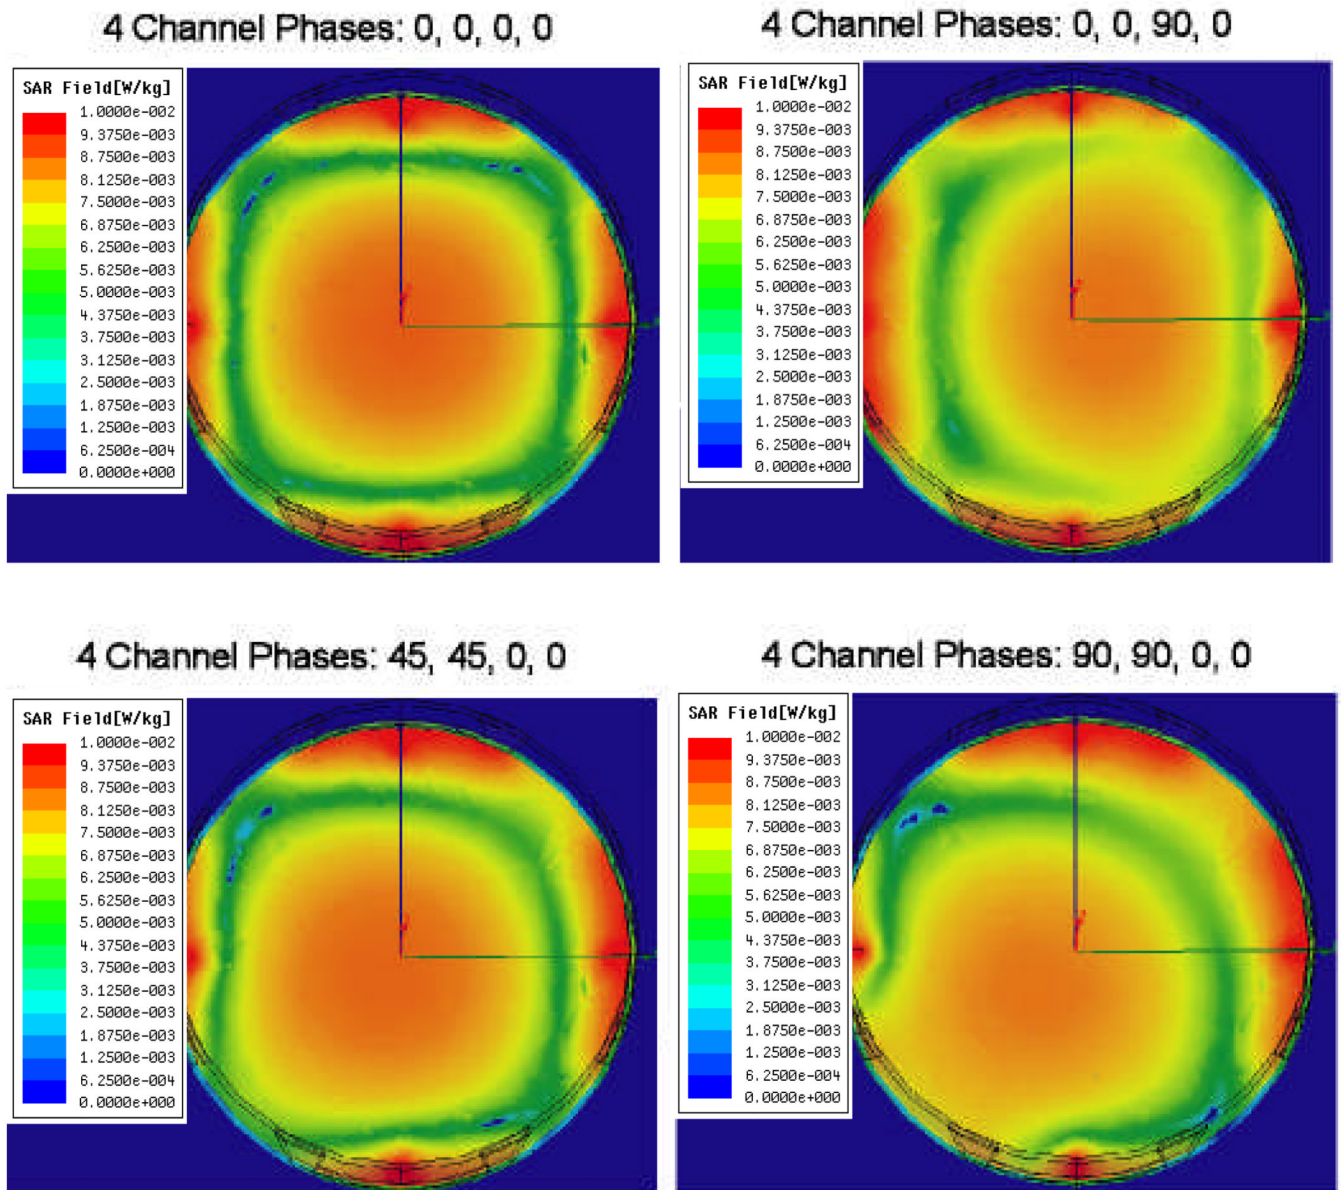 4 Channel Phases: 0, 0, 0, 0
SAR Field[W/kg]
1.0000e-002
9.3750e-003
8.7500e-003
8.1250e-003
7.5000e-003
6.8750e-003
6.2500e-003
5.6250e-003
5.0000e-003
4.3750e-003
3.7500e-003
3.1250e-003
2.5000e-003
1.8750e-003
1.2500e-003
6.2500e-004
0.0000e+000
4 Channel Phases: 0, 0, 90, 0
SAR Field[W/kg]
1.0000e-002
9.3750e-003
8.7500e-003
8.1250e-003
7.5000e-003
6.8750e-003
6.2500e-003
5.6250e-003
5.0000e-003
4.3750e-003
3.7500e-003
3.1250e-003
2.5000e-003
1.8750e-003
1.2500e-003
6.2500e-004
0.0000e+000
4 Channel Phases: 45, 45, 0, 0
SAR Field[W/kg]
1.0000e-002
9.3750e-003
8.7500e-003
8.1250e-003
7.5000e-003
6.8750e-003
6.2500e-003
5.6250e-003
5.0000e-003
4.3750e-003
3.7500e-003
3.1250e-003
2.5000e-003
1.8750e-003
1.2500e-003
6.2500e-004
0.0000e+000
4 Channel Phases: 90, 90, 0, 0
SAR Field[W/kg]
1.0000e-002
9.3750e-003
8.7500e-003
8.1250e-003
7.5000e-003
6.8750e-003
6.2500e-003
5.6250e-003
5.0000e-003
4.3750e-003
3.7500e-003
3.1250e-003
2.5000e-003
1.8750e-003
1.2500e-003
6.2500e-004
0.0000e+000